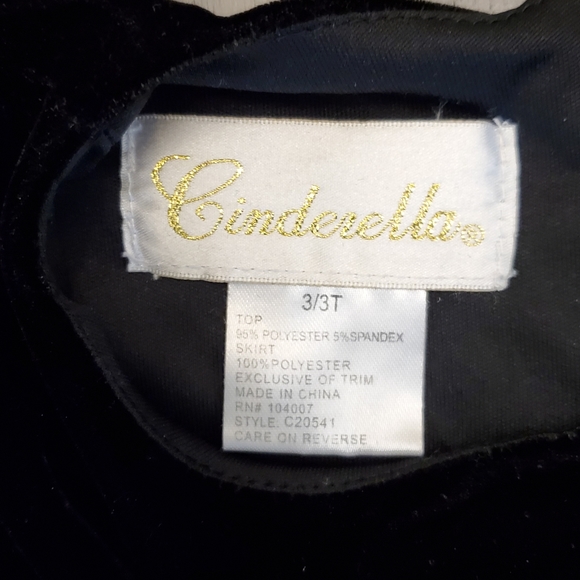 Cinderella®
3/3T
TOP
95% POLYESTER 5%SPANDEX
SKIRT
100%POLYESTER
EXCLUSIVE OF TRIM
MADE IN CHINA
RN# 104007
STYLE: C20541
CARE ON REVERSE